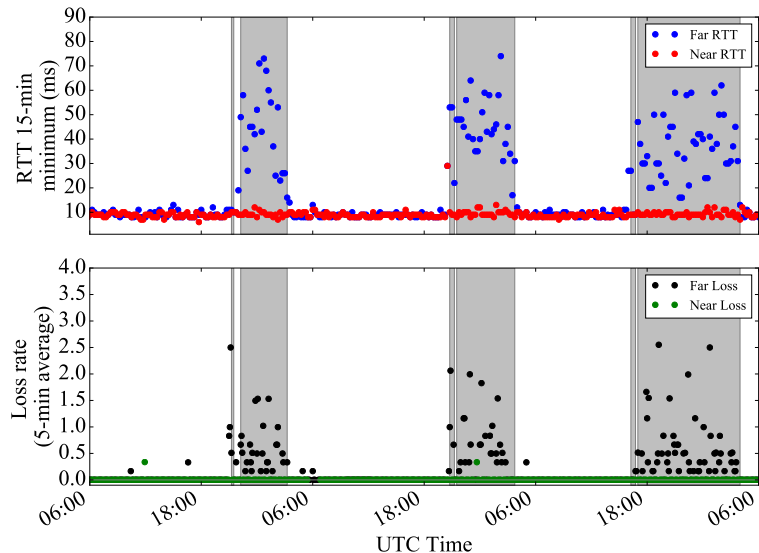 90
80
70
60
50
40
30
20
10
RTT 15-min
minimum (ms)
Far RTT
Near RTT
4.0
3.5
3.0
2.5
2.0
1.5
1.0
0.5
0.0
Loss rate
(5-min average)
Far Loss
Near Loss
06:00
18:00
06:00
18:00
06:00
18:00
06:00
UTC Time